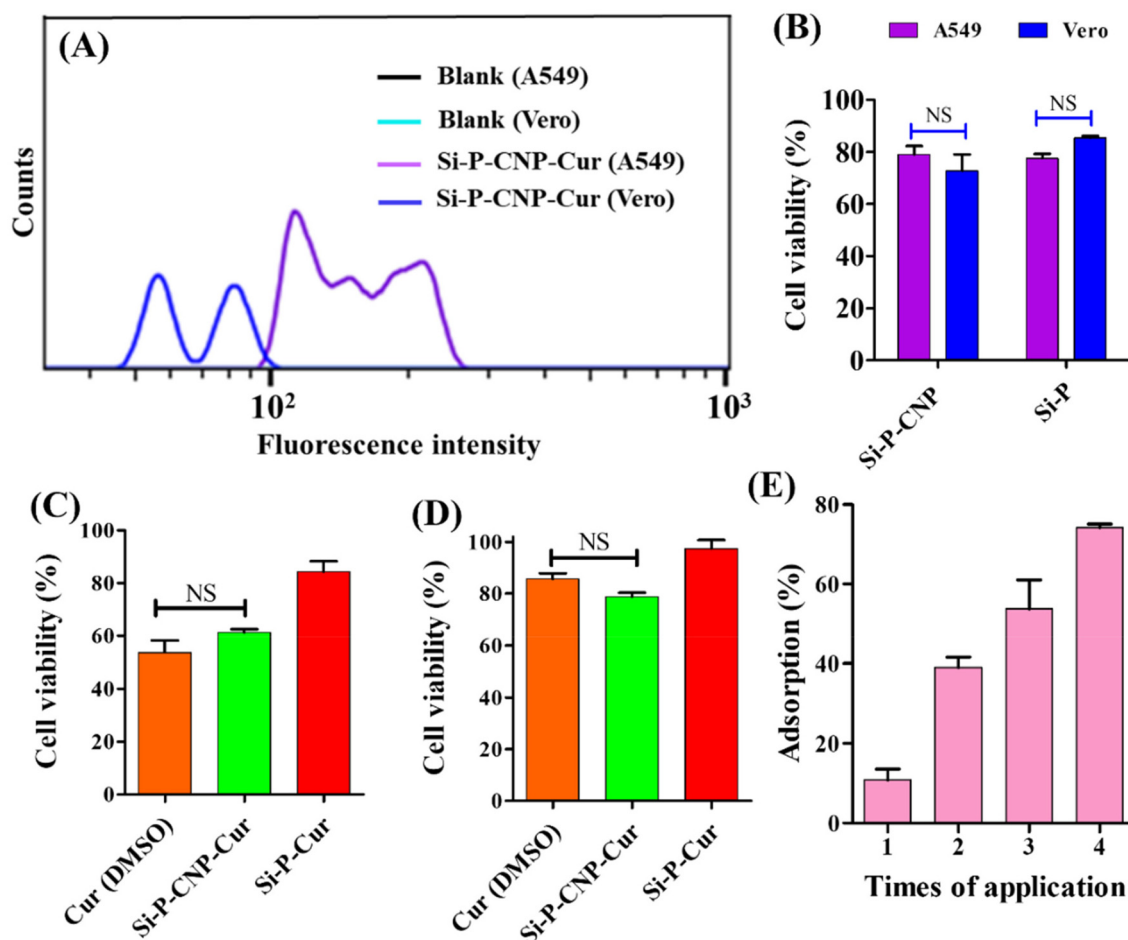 (A)
Blank (A549)
Blank (Vero)
Si-P-CNP-Cur (A549)
Si-P-CNP-Cur (Vero)
Counts
10²
10³
Fluorescence intensity
(B)
A549
Vero
Cell viability (%)
100
80
60
40
20
0
NS
NS
Si-P-CNP
Si-P
(C)
Cell viability (%)
100
80
60
40
20
0
NS
Cur (DMSO)
Si-P-CNP-Cur
Si-P-Cur
(D)
Cell viability (%)
100
80
60
40
20
0
NS
Cur (DMSO)
Si-P-CNP-Cur
Si-P-Cur
(E)
Adsorption (%)
80
60
40
20
0
1
2
3
4
Times of application